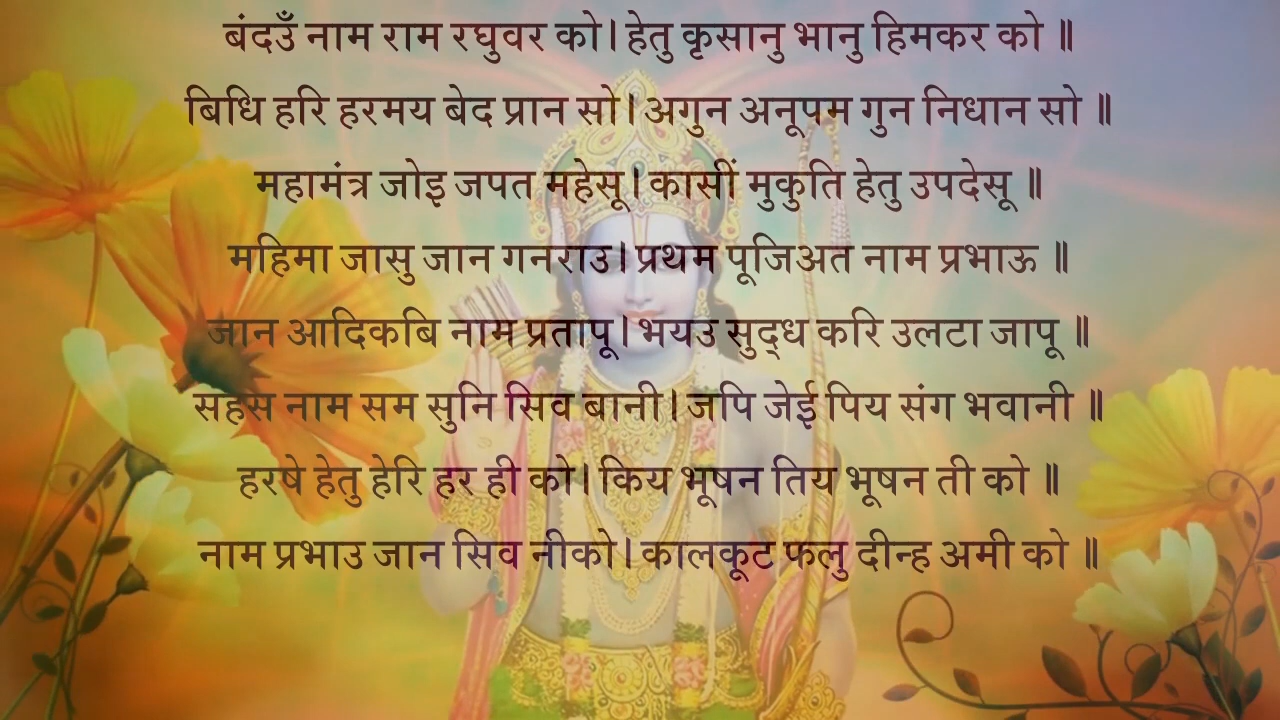 बंदउँ नाम राम रघुवर को। हेतु कृसानु भानु हिमकर को ॥
बिधि हरि हरमय बेद प्रान सो। अगुन अनूपम गुन निधान सो ॥
महामंत्र जोइ जपत महेसू। कासीं मुकुति हेतु उपदेसू ॥
महिमा जासु जान गनराउ। प्रथम पूजिअत नाम प्रभाऊ ॥
जान आदिकबि नाम प्रतापू। भयउ सुद्ध करि उलटा जापू ॥
सहस नाम सम सुनि सिव बानी। जपि जेई पिय संग भवानी ॥
हरषे हेतु हेरि हर ही को। किय भूषन तिय भूषन ती को ॥
नाम प्रभाउ जान सिव नीको। कालकूट फलु दीन्ह अमी को ॥